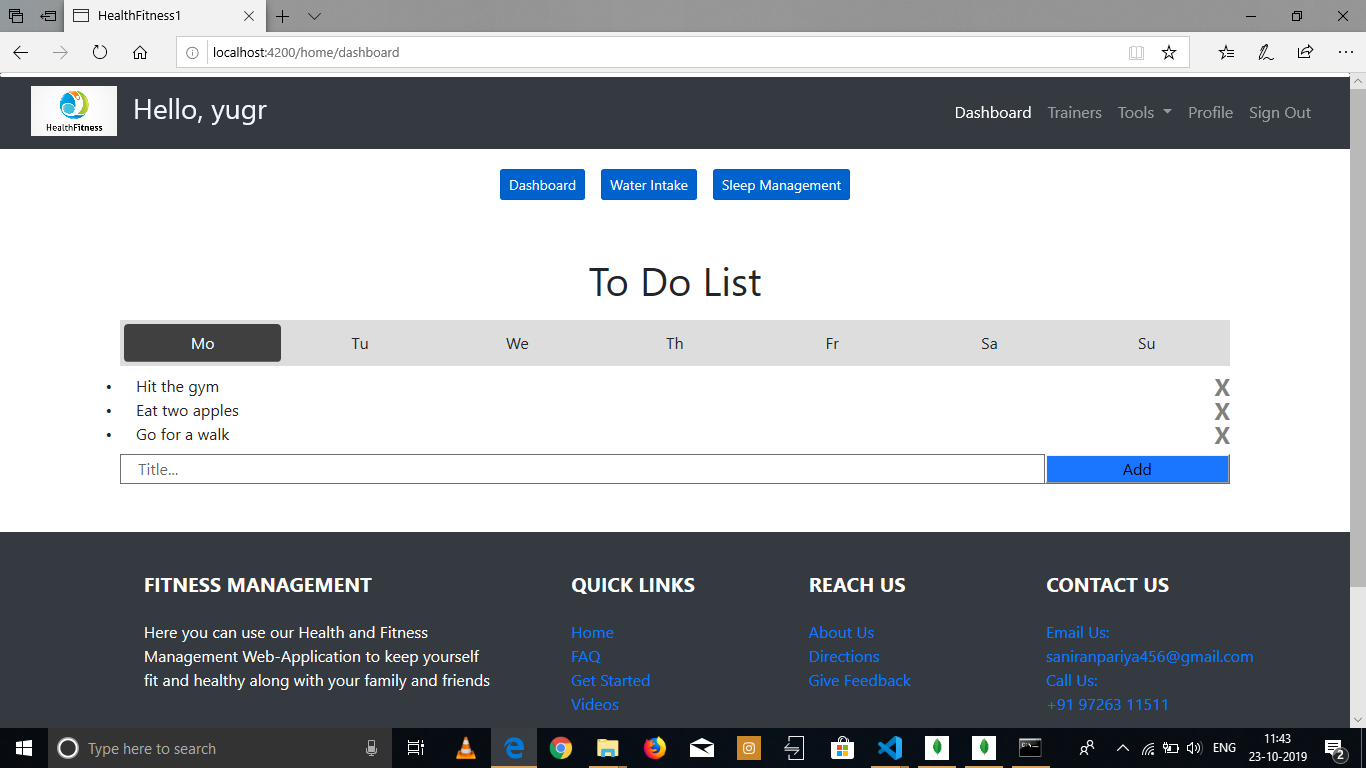 HealthFitness1
localhost:4200/home/dashboard
HealthFitness
Hello, yugr
Dashboard Trainers Tools Profile Sign Out
Dashboard Water Intake Sleep Management
To Do List
Mo Tu We Th Fr Sa Su
• Hit the gym X
• Eat two apples X
• Go for a walk X
Title... Add
FITNESS MANAGEMENT
Here you can use our Health and Fitness
Management Web-Application to keep yourself
fit and healthy along with your family and friends
QUICK LINKS
Home
FAQ
Get Started
Videos
REACH US
About Us
Directions
Give Feedback
CONTACT US
Email Us:
saniranpariya456@gmail.com
Call Us:
+91 97263 11511
Type here to search
ENG
11:43
23-10-2019
2